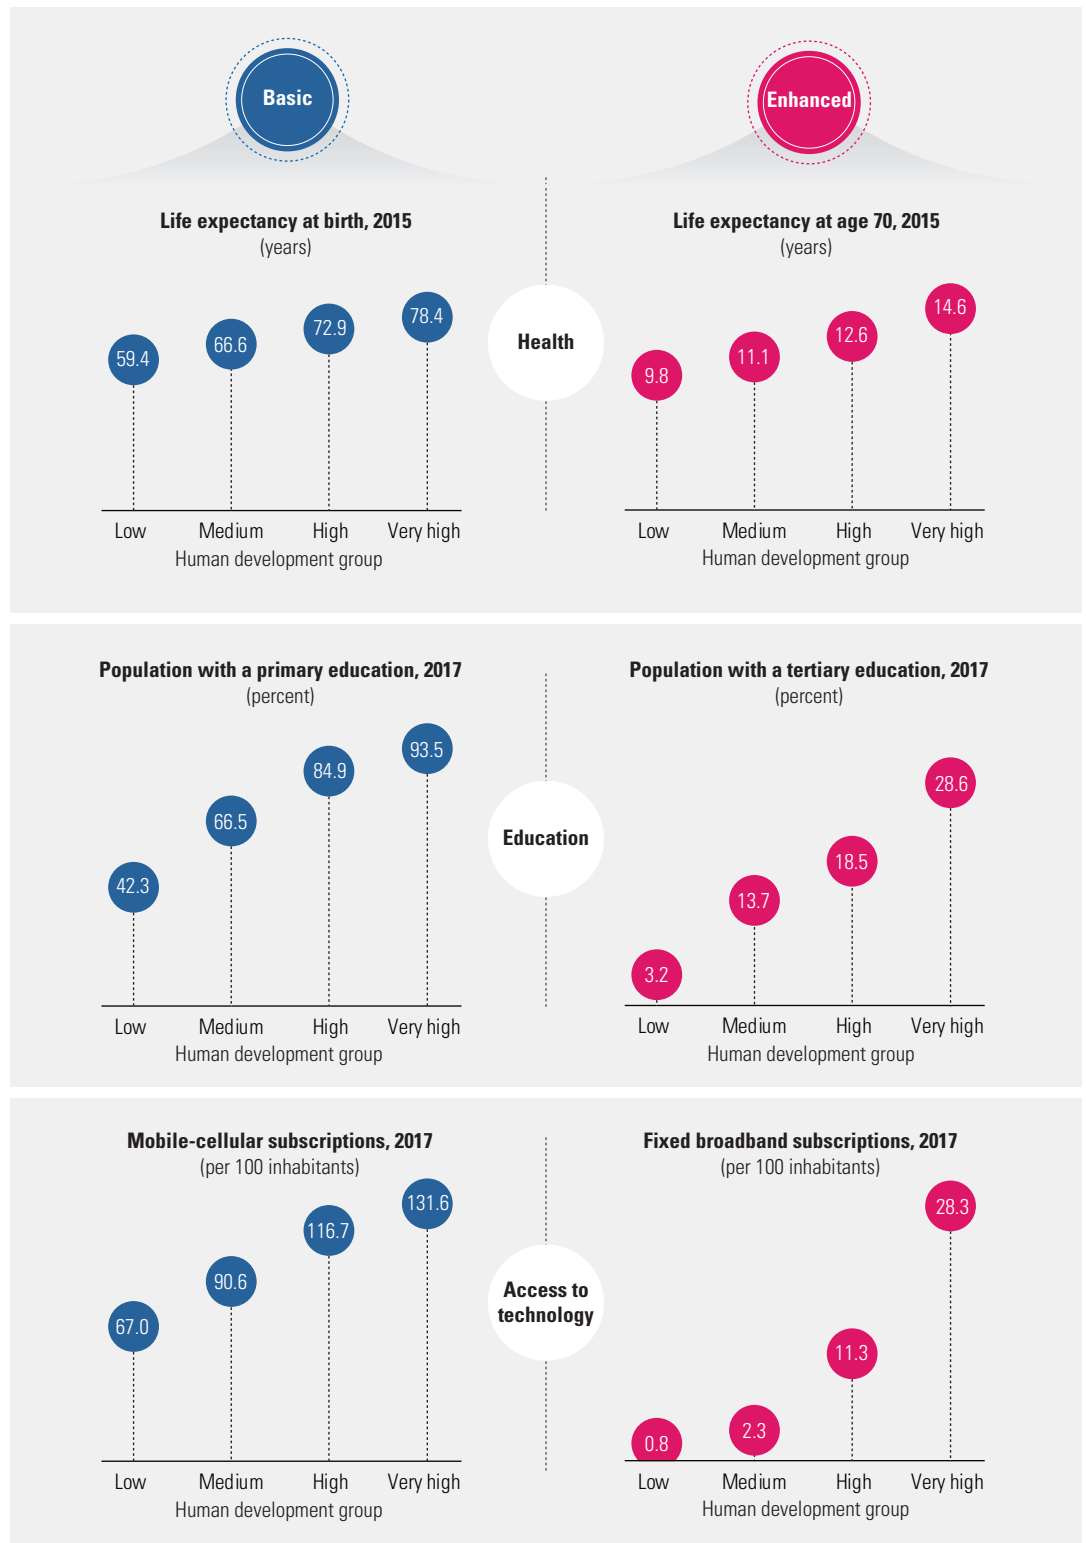 Basic
Enhanced
Life expectancy at birth, 2015
(years)
59.4
66.6
72.9
78.4
Low Medium High Very high
Human development group
Health
Life expectancy at age 70, 2015
(years)
9.8
11.1
12.6
14.6
Low Medium High Very high
Human development group
Population with a primary education, 2017
(percent)
42.3
66.5
84.9
93.5
Low Medium High Very high
Human development group
Education
Population with a tertiary education, 2017
(percent)
3.2
13.7
18.5
28.6
Low Medium High Very high
Human development group
Mobile-cellular subscriptions, 2017
(per 100 inhabitants)
67.0
90.6
116.7
131.6
Low Medium High Very high
Human development group
Access to
technology
Fixed broadband subscriptions, 2017
(per 100 inhabitants)
0.8
2.3
11.3
28.3
Low Medium High Very high
Human development group